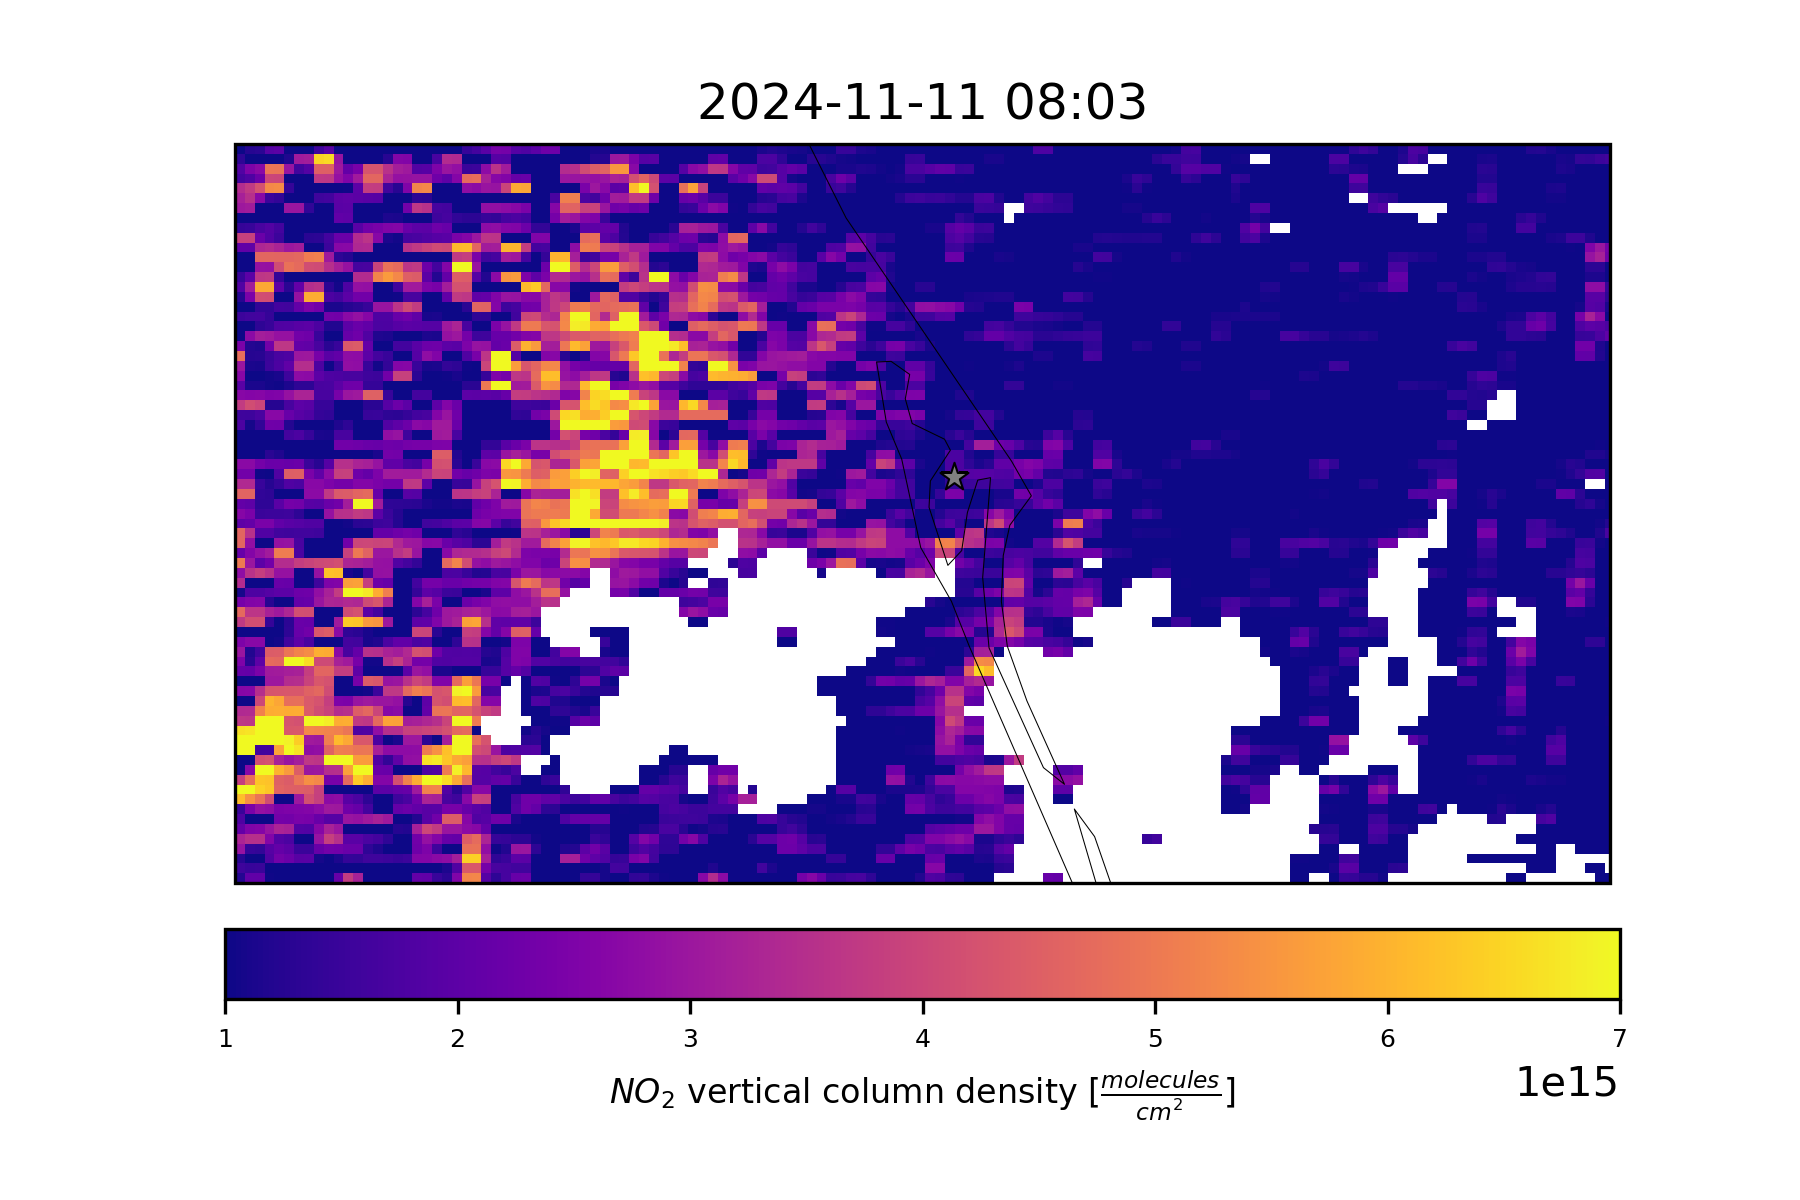 2024-11-11 08:03
1 2 3 4 5 6 7
1e15
NO₂ vertical column density [molecules/cm²]